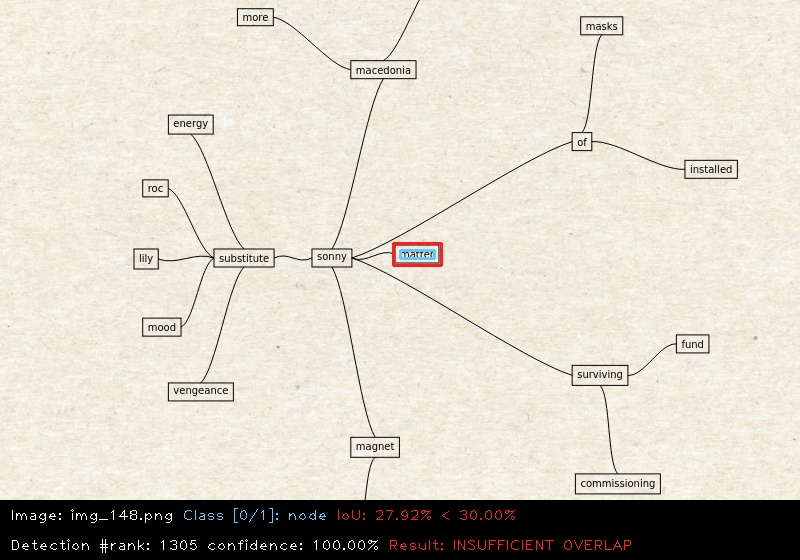 more
masks
macedonia
energy
of
installed
roc
substitute
sonny
matter
lily
mood
fund
surviving
vengeance
magnet
commissioning
Image: img_148.png Class [0/1]: node IoU: 27.92% < 30.00%
Detection #rank: 1305 confidence: 100.00% Result: INSUFFICIENT OVERLAP